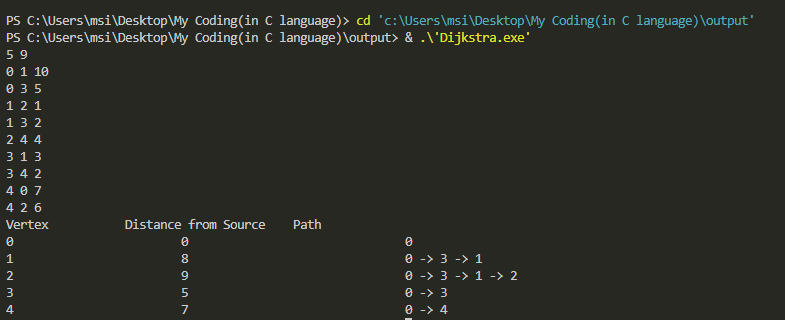 PS C:\Users\msi\Desktop\My Coding(in C language)> cd 'c:\Users\msi\Desktop\My Coding(in C language)\output'
PS C:\Users\msi\Desktop\My Coding(in C language)\output> & .\'Dijkstra.exe'
5 9
0 1 10
0 3 5
1 2 1
1 3 2
2 4 4
3 1 3
3 4 2
4 0 7
4 2 6
Vertex Distance from Source Path
0 0 0
1 8 0 -> 3 -> 1
2 9 0 -> 3 -> 1 -> 2
3 5 0 -> 3
4 7 0 -> 4